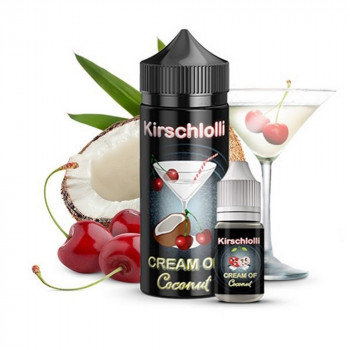 Kirschlolli
CREAM OF
Coconut
Kirschlolli
CREAM OF
Coconut